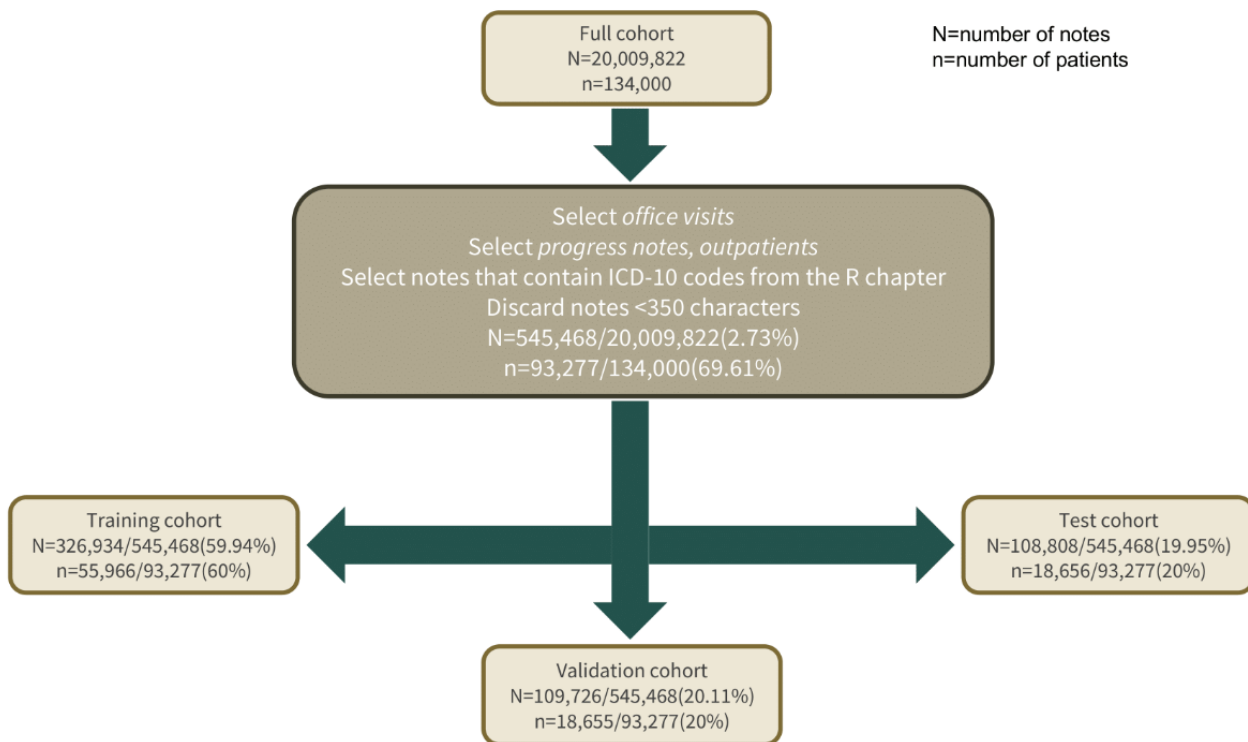 Full cohort
N=20,009,822
n=134,000
N=number of notes
n=number of patients
Select office visits
Select progress notes, outpatients
Select notes that contain ICD-10 codes from the R chapter
Discard notes <350 characters
N=545,468/20,009,822(2.73%)
n=93,277/134,000(69.61%)
Training cohort
N=326,934/545,468(59.94%)
n=55,966/93,277(60%)
Test cohort
N=108,808/545,468(19.95%)
n=18,656/93,277(20%)
Validation cohort
N=109,726/545,468(20.11%)
n=18,655/93,277(20%)